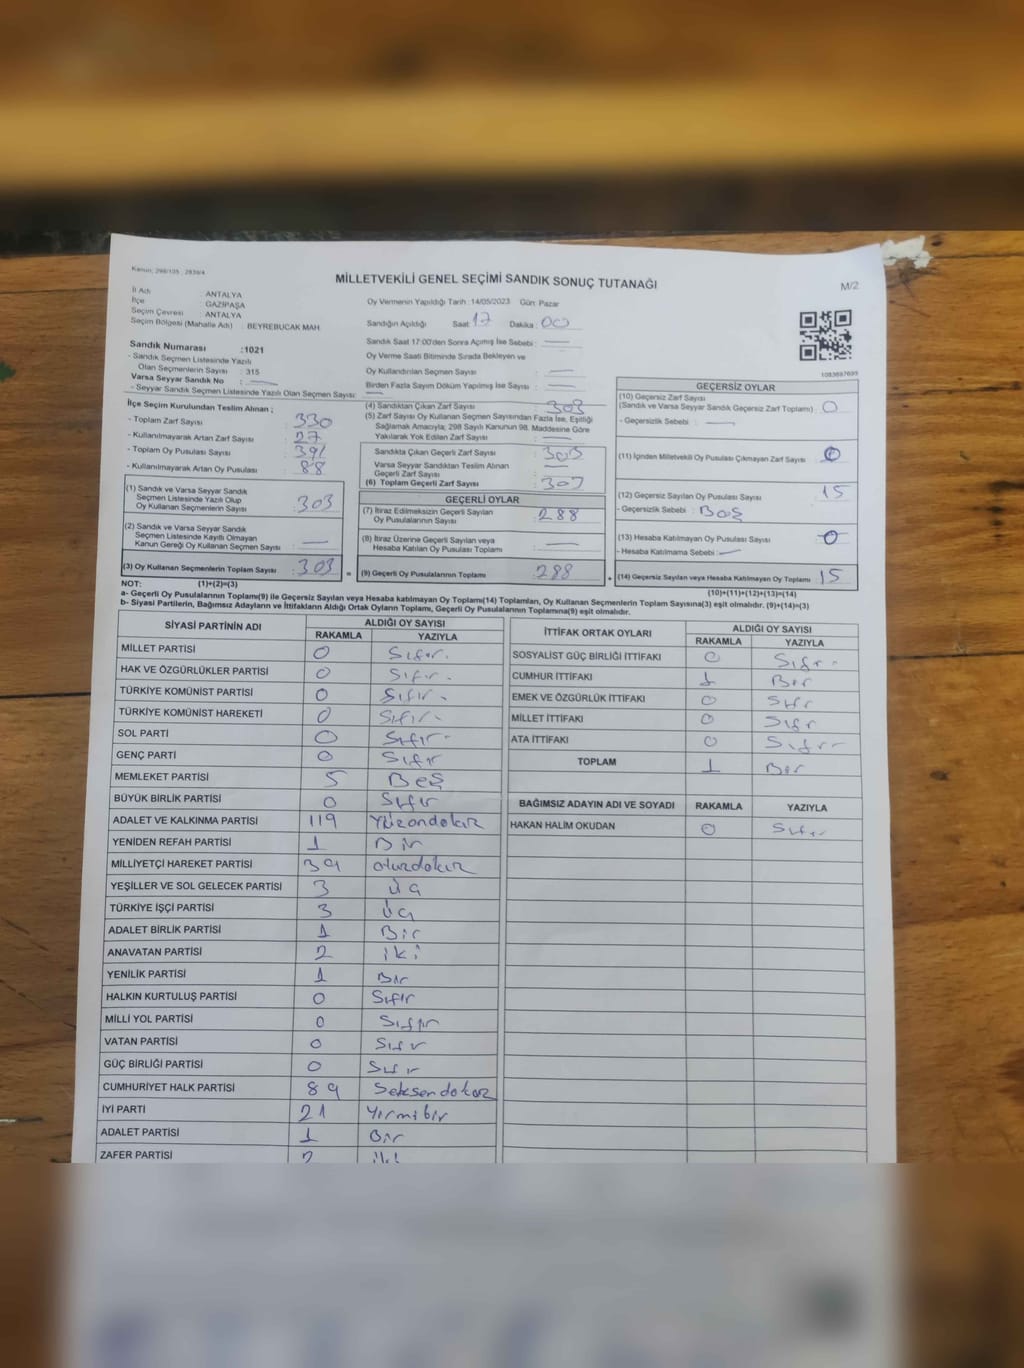 Kanun: 298/105 2839/4
MİLLETVEKİLİ GENEL SEÇİMİ SANDIK SONUÇ TUTANAĞI
M/2
İl Adı : ANTALYA
İlçe : GAZİPAŞA
Seçim Çevresi : ANTALYA
Seçim Bölgesi (Mahalle Adı) : BEYREBUCAK MAH.
Oy Vermenin Yapıldığı Tarih : 14/05/2023 Gün: Pazar
Sandığın Açıldığı Saat: 17 Dakika : 00
Sandık Saat 17:00'den Sonra Açımış İse Sebebi : —
Oy Verme Saati Bitiminde Sırada Bekleyen ve
Oy Kullandırılan Seçmen Sayısı : —
Birden Fazla Sayım Döküm Yapılmış İse Sayısı : —
Sandık Numarası :1021
- Sandık Seçmen Listesinde Yazılı
Olan Seçmenlerin Sayısı : 315
Varsa Seyyar Sandık No : —
- Seyyar Sandık Seçmen Listesinde Yazılı Olan Seçmen Sayısı: —
İlçe Seçim Kurulundan Teslim Alınan ;
- Toplam Zarf Sayısı : 330
- Kullanılmayarak Artan Zarf Sayısı : 27
- Toplam Oy Pusulası Sayısı : 391
- Kullanılmayarak Artan Oy Pusulası : 88
(1) Sandık ve Varsa Seyyar Sandık
Seçmen Listesinde Yazılı Olup
Oy Kullanan Seçmenlerin Sayısı : 303
(2) Sandık ve Varsa Seyyar Sandık
Seçmen Listesinde Kayıtlı Olmayan
Kanun Gereği Oy Kullanan Seçmen Sayısı : —
(3) Oy Kullanan Seçmenlerin Toplam Sayısı : 303 =
(4) Sandıktan Çıkan Zarf Sayısı : 303
(5) Zarf Sayısı Oy Kullanan Seçmen Sayısından Fazla İse, Eşitliği
Sağlamak Amacıyla; 298 Sayılı Kanunun 98. Maddesine Göre
Yakılarak Yok Edilen Zarf Sayısı : —
Sandıkta Çıkan Geçerli Zarf Sayısı : 303
Varsa Seyyar Sandıktan Teslim Alınan
Geçerli Zarf Sayısı : —
(6) Toplam Geçerli Zarf Sayısı : 303
GEÇERLİ OYLAR
(7) İtiraz Edilmeksizin Geçerli Sayılan
Oy Pusulalarının Sayısı : 288
(8) İtiraz Üzerine Geçerli Sayılan veya
Hesaba Katılan Oy Pusulası Toplamı : —
(9) Geçerli Oy Pusulalarının Toplamı : 288 +
1083697695
GEÇERSİZ OYLAR
(10) Geçersiz Zarf Sayısı
(Sandık ve Varsa Seyyar Sandık Geçersiz Zarf Toplamı) : 0
- Geçersizlik Sebebi : —
(11) İçinden Milletvekili Oy Pusulası Çıkmayan Zarf Sayısı : 0
(12) Geçersiz Sayılan Oy Pusulası Sayısı : 15
- Geçersizlik Sebebi : BOŞ
(13) Hesaba Katılmayan Oy Pusulası Sayısı : 0
- Hesaba Katılmama Sebebi : —
(14) Geçersiz Sayılan veya Hesaba Katılmayan Oy Toplamı : 15
NOT: (1)+(2)=(3) (10)+(11)+(12)+(13)=(14)
a- Geçerli Oy Pusulalarının Toplamı(9) ile Geçersiz Sayılan veya Hesaba katılmayan Oy Toplamı(14) Toplamları, Oy Kullanan Seçmenlerin Toplam Sayısına(3) eşit olmalıdır. (9)+(14)=(3)
b- Siyasi Partilerin, Bağımsız Adayların ve İttifakların Aldığı Ortak Oyların Toplamı, Geçerli Oy Pusulalarının Toplamına(9) eşit olmalıdır.
SİYASİ PARTİNİN ADI ALDIĞI OY SAYISI
RAKAMLA YAZIYLA
MİLLET PARTİSİ 0 Sıfır.
HAK VE ÖZGÜRLÜKLER PARTİSİ 0 Sıfır.
TÜRKİYE KOMÜNİST PARTİSİ 0 Sıfır.
TÜRKİYE KOMÜNİST HAREKETİ 0 Sıfır.
SOL PARTİ 0 Sıfır.
GENÇ PARTİ 0 Sıfır
MEMLEKET PARTİSİ 5 Beş
BÜYÜK BİRLİK PARTİSİ 0 Sıfır
ADALET VE KALKINMA PARTİSİ 119 Yüzondokuz
YENİDEN REFAH PARTİSİ 1 Bir
MİLLİYETÇİ HAREKET PARTİSİ 39 otuzdokuz
YEŞİLLER VE SOL GELECEK PARTİSİ 3 üç
TÜRKİYE İŞÇİ PARTİSİ 3 üç
ADALET BİRLİK PARTİSİ 1 Bir
ANAVATAN PARTİSİ 2 iki
YENİLİK PARTİSİ 1 Bir
HALKIN KURTULUŞ PARTİSİ 0 Sıfır
MİLLİ YOL PARTİSİ 0 Sıfır
VATAN PARTİSİ 0 Sıfır
GÜÇ BİRLİĞİ PARTİSİ 0 Sıfır
CUMHURİYET HALK PARTİSİ 89 Seksendokuz
İYİ PARTİ 21 Yirmibir
ADALET PARTİSİ 1 Bir
ZAFER PARTİSİ 2 iki
İTTİFAK ORTAK OYLARI ALDIĞI OY SAYISI
RAKAMLA YAZIYLA
SOSYALİST GÜÇ BİRLİĞİ İTTİFAKI 0 Sıfır.
CUMHUR İTTİFAKI 1 Bir
EMEK VE ÖZGÜRLÜK İTTİFAKI 0 Sıfır
MİLLET İTTİFAKI 0 Sıfır
ATA İTTİFAKI 0 Sıfır
TOPLAM 1 Bir
BAĞIMSIZ ADAYIN ADI VE SOYADI RAKAMLA YAZIYLA
HAKAN HALİM OKUDAN 0 Sıfır